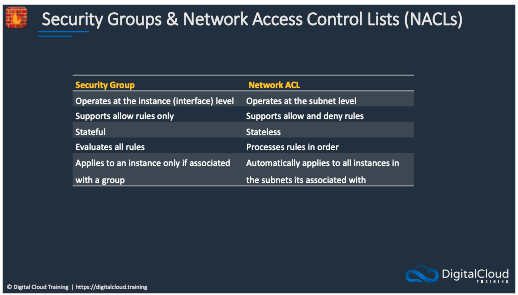 Security Groups & Network Access Control Lists (NACLs)
Security Group Network ACL
Operates at the instance (interface) level Operates at the subnet level
Supports allow rules only Supports allow and deny rules
Stateful Stateless
Evaluates all rules Processes rules in order
Applies to an instance only if associated Automatically applies to all instances in
with a group the subnets its associated with
DigitalCloud
TRAINING
© Digital Cloud Training | https://digitalcloud.training